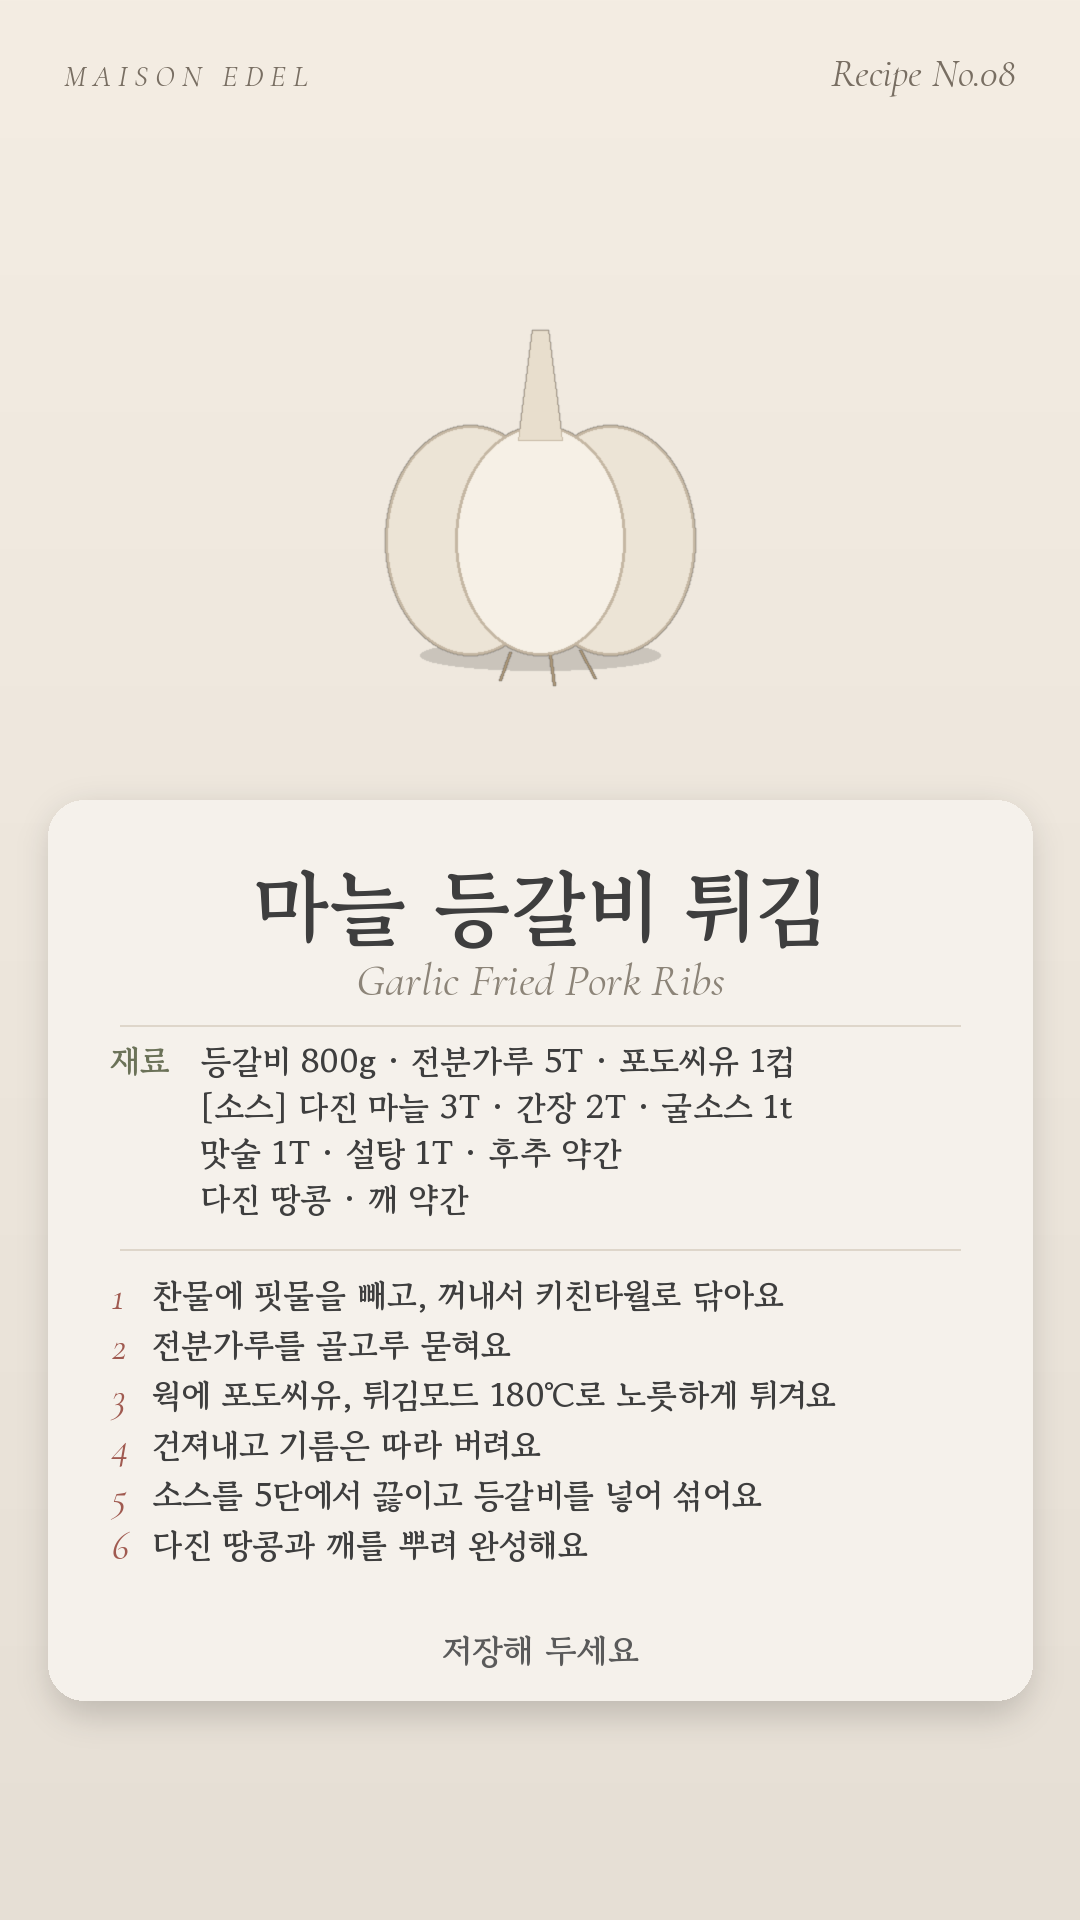 MAISON EDEL
Recipe No.08
마늘 등갈비 튀김
Garlic Fried Pork Ribs
재료 등갈비 800g · 전분가루 5T · 포도씨유 1컵
[소스] 다진 마늘 3T · 간장 2T · 굴소스 1t
맛술 1T · 설탕 1T · 후추 약간
다진 땅콩 · 깨 약간
1 찬물에 핏물을 빼고, 꺼내서 키친타월로 닦아요
2 전분가루를 골고루 묻혀요
3 웍에 포도씨유, 튀김모드 180℃로 노릇하게 튀겨요
4 건져내고 기름은 따라 버려요
5 소스를 5단에서 끓이고 등갈비를 넣어 섞어요
6 다진 땅콩과 깨를 뿌려 완성해요
저장해 두세요